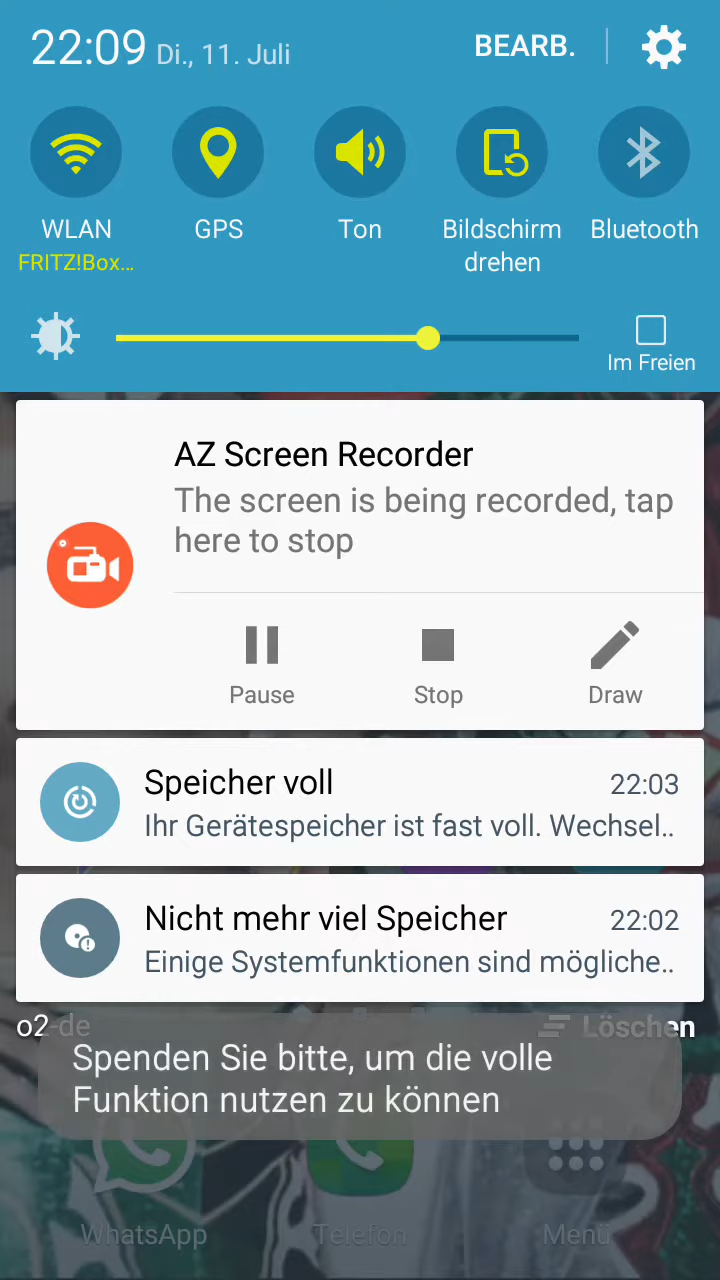 22:09 Di., 11. Juli BEARB.
WLAN GPS Ton Bildschirm drehen Bluetooth
FRITZ!Box...
Im Freien
AZ Screen Recorder
The screen is being recorded, tap
here to stop
Pause Stop Draw
Speicher voll 22:03
Ihr Gerätespeicher ist fast voll. Wechsel..
Nicht mehr viel Speicher 22:02
Einige Systemfunktionen sind mögliche..
o2-de Löschen
Spenden Sie bitte, um die volle
Funktion nutzen zu können
WhatsApp Telefon Menü